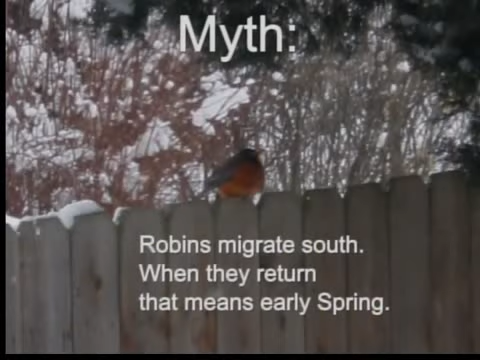 Myth:
Robins migrate south.
When they return
that means early Spring.